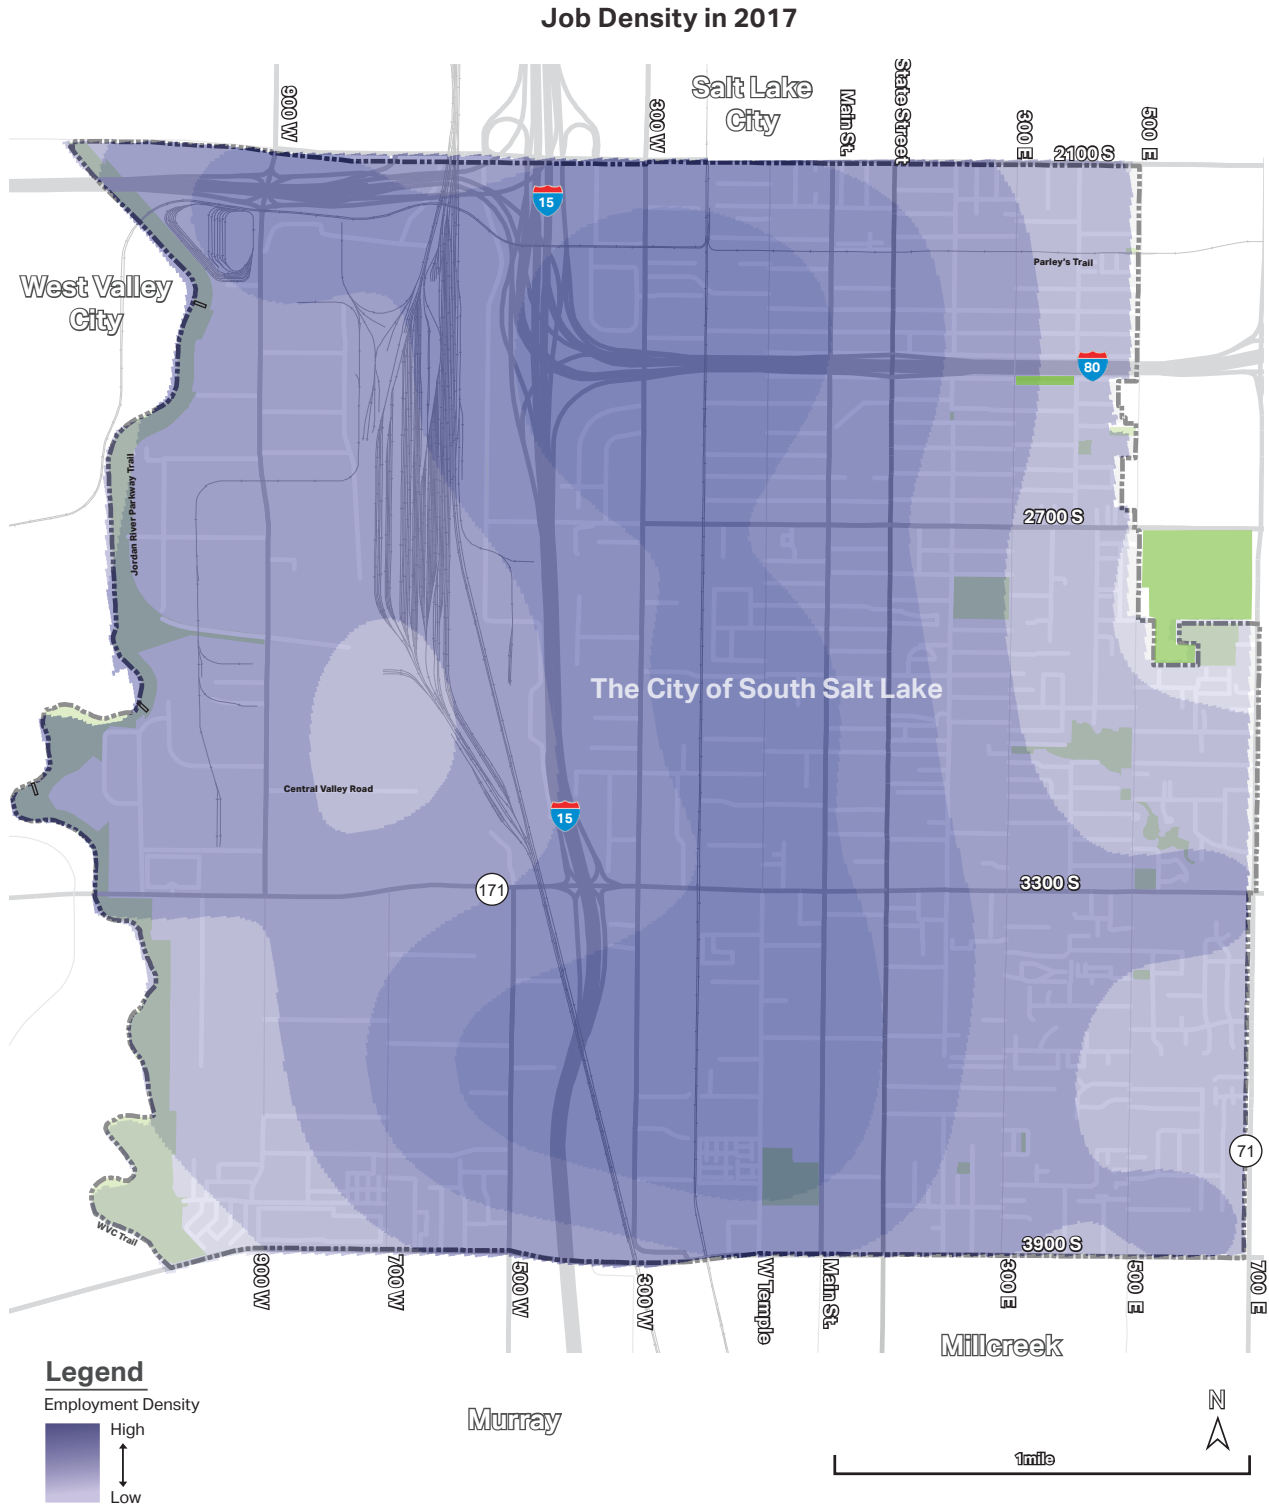 Job Density in 2017
Salt Lake
City
900 W
300 W
Main St.
State Street
300 E
2100 S
500 E
15
Parley's Trail
West Valley
City
80
Jordan River Parkway Trail
2700 S
The City of South Salt Lake
Central Valley Road
15
171
3300 S
71
WVC Trail
3900 S
900 W
700 W
500 W
300 W
W Temple
Main St.
300 E
500 E
700 E
Millcreek
Murray
Legend
Employment Density
High
Low
N
1mile